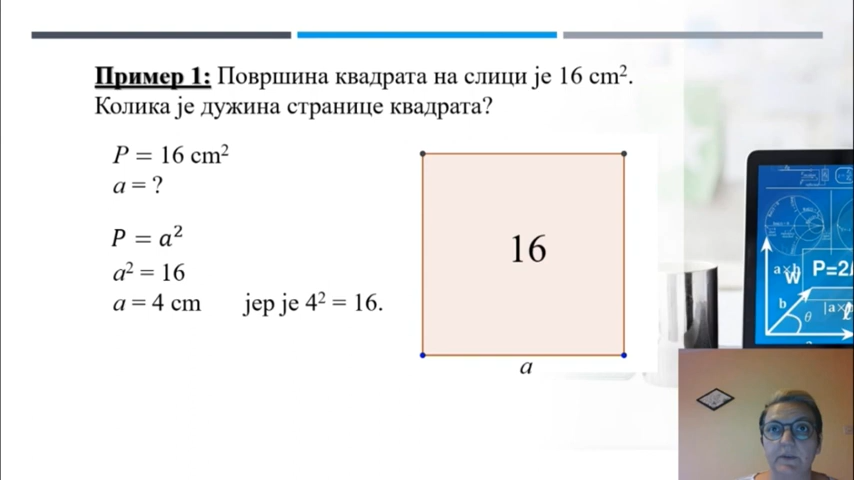 Пример 1: Површина квадрата на слици је 16 cm².
Колика је дужина странице квадрата?
P = 16 cm²
a = ?
P = a²
a² = 16
a = 4 cm јер је 4² = 16.
16
a
a×b
W
P=2
b
θ
|a×